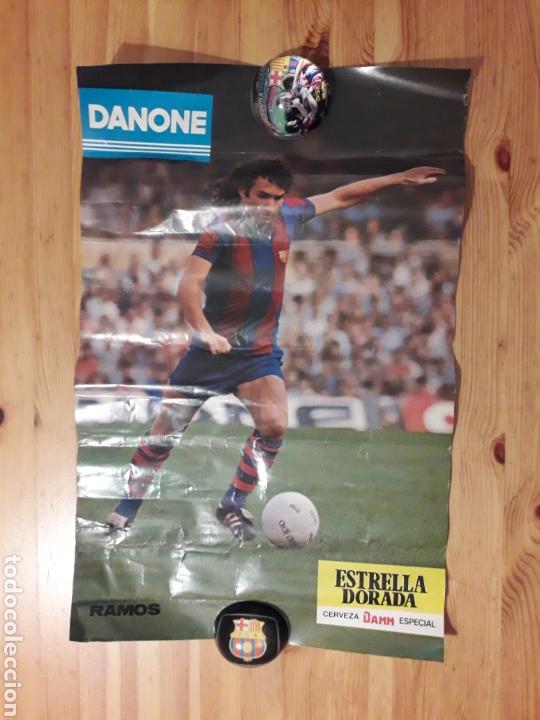 DANONE
RAMOS
ESTRELLA
DORADA
CERVEZA DAMM ESPECIAL
todocoleccion